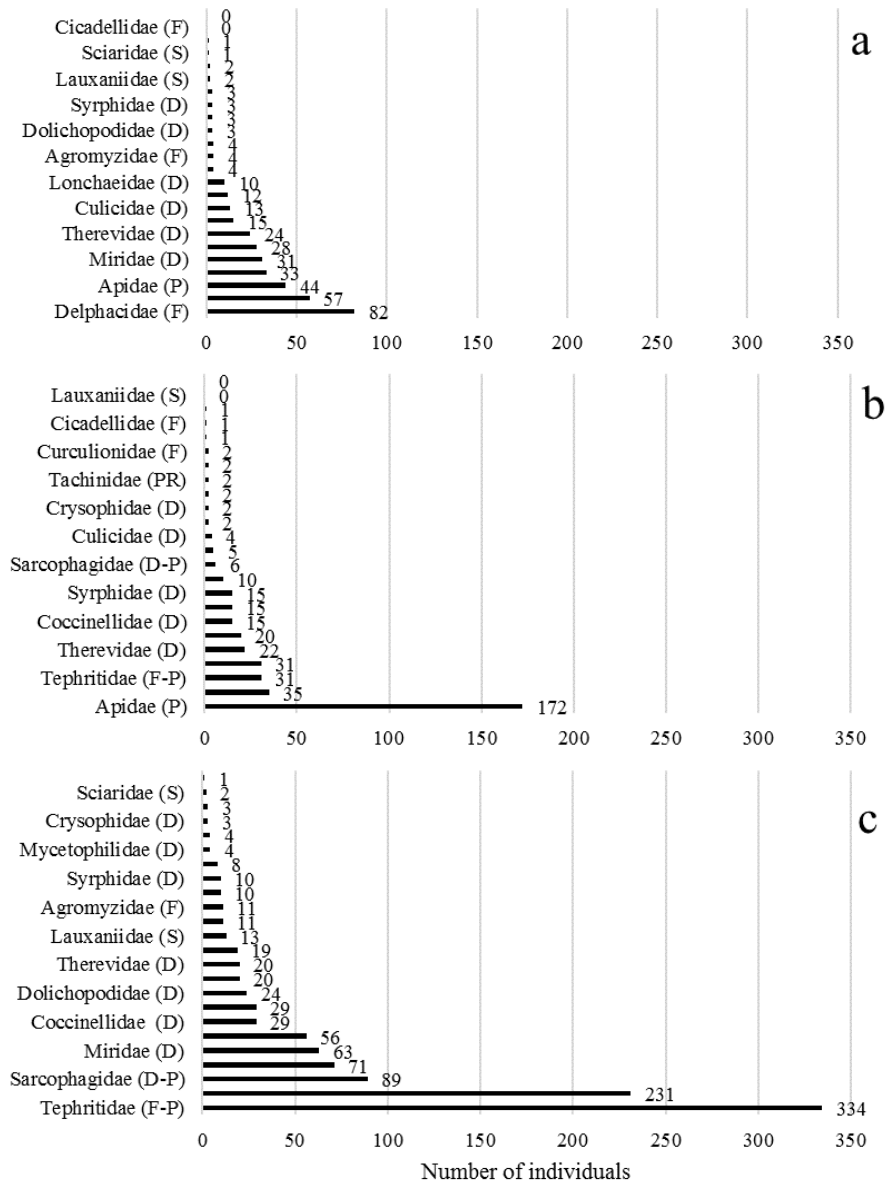 0
Cicadellidae (F) 0
1
Sciaridae (S) 1
2
Lauxaniidae (S) 2
3
Syrphidae (D) 3
3
Dolichopodidae (D) 3
4
Agromyzidae (F) 4
4
Lonchaeidae (D) 10
12
Culicidae (D) 13
15
Therevidae (D) 24
28
Miridae (D) 31
33
Apidae (P) 44
57
Delphacidae (F) 82
a
0 50 100 150 200 250 300 350
0
Lauxaniidae (S) 0
1
Cicadellidae (F) 1
1
Curculionidae (F) 2
2
Tachinidae (PR) 2
2
Crysophidae (D) 2
2
Culicidae (D) 4
5
Sarcophagidae (D-P) 6
10
Syrphidae (D) 15
15
Coccinellidae (D) 15
20
Therevidae (D) 22
31
Tephritidae (F-P) 31
35
Apidae (P) 172
b
0 50 100 150 200 250 300 350
1
Sciaridae (S) 2
3
Crysophidae (D) 3
4
Mycetophilidae (D) 4
8
Syrphidae (D) 10
10
Agromyzidae (F) 11
11
Lauxaniidae (S) 13
19
Therevidae (D) 20
20
Dolichopodidae (D) 24
29
Coccinellidae (D) 29
56
Miridae (D) 63
71
Sarcophagidae (D-P) 89
231
Tephritidae (F-P) 334
c
0 50 100 150 200 250 300 350
Number of individuals